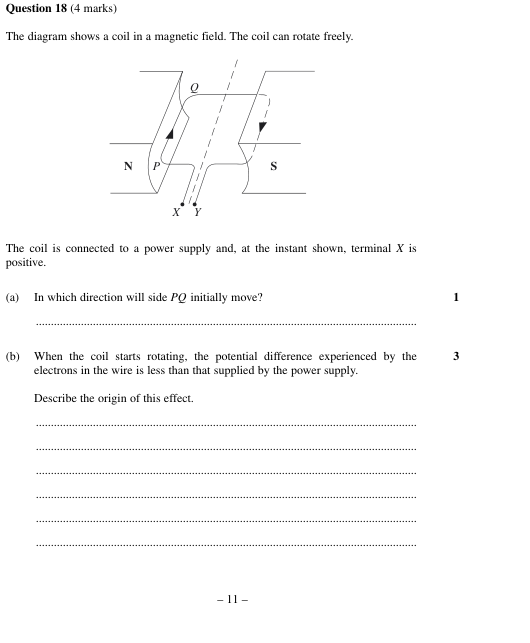 Question 18 (4 marks)
The diagram shows a coil in a magnetic field. The coil can rotate freely.
Q
N
P
S
X
Y
The coil is connected to a power supply and, at the instant shown, terminal X is
positive.
(a) In which direction will side PQ initially move? 1
................................................................................................................................
(b) When the coil starts rotating, the potential difference experienced by the 3
electrons in the wire is less than that supplied by the power supply.
Describe the origin of this effect.
................................................................................................................................
................................................................................................................................
................................................................................................................................
................................................................................................................................
................................................................................................................................
................................................................................................................................
– 11 –